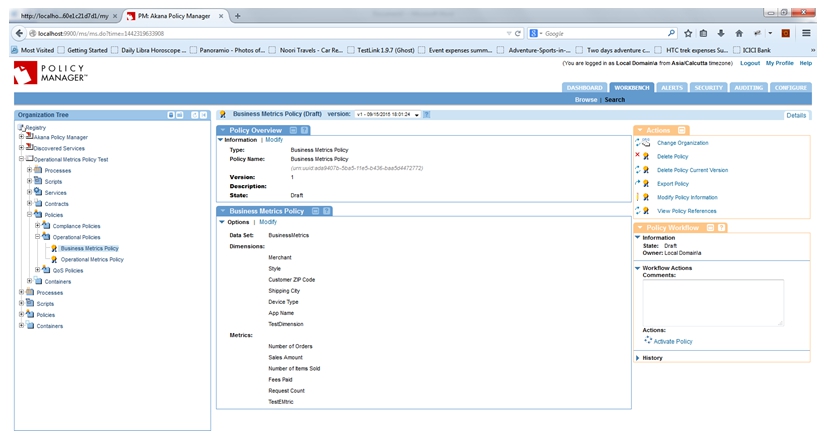 http://localho...60e1c21d7d1/my
PM: Akana Policy Manager
localhost:9900/ms/ms.do?time=1442319633908
Google
Most Visited
Getting Started
Daily Libra Horoscope ...
Panoramio - Photos of...
Noori Travels - Car Re...
TestLink 1.9.7 (Ghost)
Event expenses summ...
Adventure-Sports-in-...
Two days adventure c...
HTC trek expenses Su...
ICICI Bank
POLICY
MANAGER™
(You are logged in as Local Domain\a from Asia/Calcutta timezone) Logout My Profile Help
DASHBOARD WORKBENCH ALERTS SECURITY AUDITING CONFIGURE
Browse Search
Organization Tree
Registry
Akana Policy Manager
Discovered Services
Operational Metrics Policy Test
Processes
Scripts
Services
Contracts
Policies
Compliance Policies
Operational Policies
Business Metrics Policy
Operational Metrics Policy
QoS Policies
Containers
Processes
Scripts
Policies
Containers
Business Metrics Policy (Draft) version: v1 - 09/15/2015 18:01:24
Details
Policy Overview
Information | Modify
Type: Business Metrics Policy
Policy Name: Business Metrics Policy
(urn:uuid:ada9407b-5ba5-11e5-b436-baa5d4472772)
Version: 1
Description:
State: Draft
Business Metrics Policy
Options | Modify
Data Set: BusinessMetrics
Dimensions:
Merchant
Style
Customer ZIP Code
Shipping City
Device Type
App Name
TestDimension
Metrics:
Number of Orders
Sales Amount
Number of Items Sold
Fees Paid
Request Count
TestEMtric
Actions
Change Organization
Delete Policy
Delete Policy Current Version
Export Policy
Modify Policy Information
View Policy References
Policy Workflow
Information
State: Draft
Owner: Local Domain\a
Workflow Actions
Comments:
Actions:
Activate Policy
History